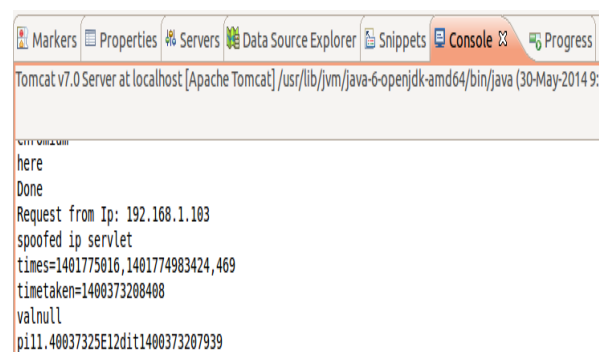 Markers Properties Servers Data Source Explorer Snippets Console Progress
Tomcat v7.0 Server at localhost [Apache Tomcat] /usr/lib/jvm/java-6-openjdk-amd64/bin/java (30-May-2014 9:
Chromium
here
Done
Request from Ip: 192.168.1.103
spoofed ip servlet
times=1401775016,1401774983424,469
timetaken=1400373208408
valnull
pi11.40037325E12dit1400373207939